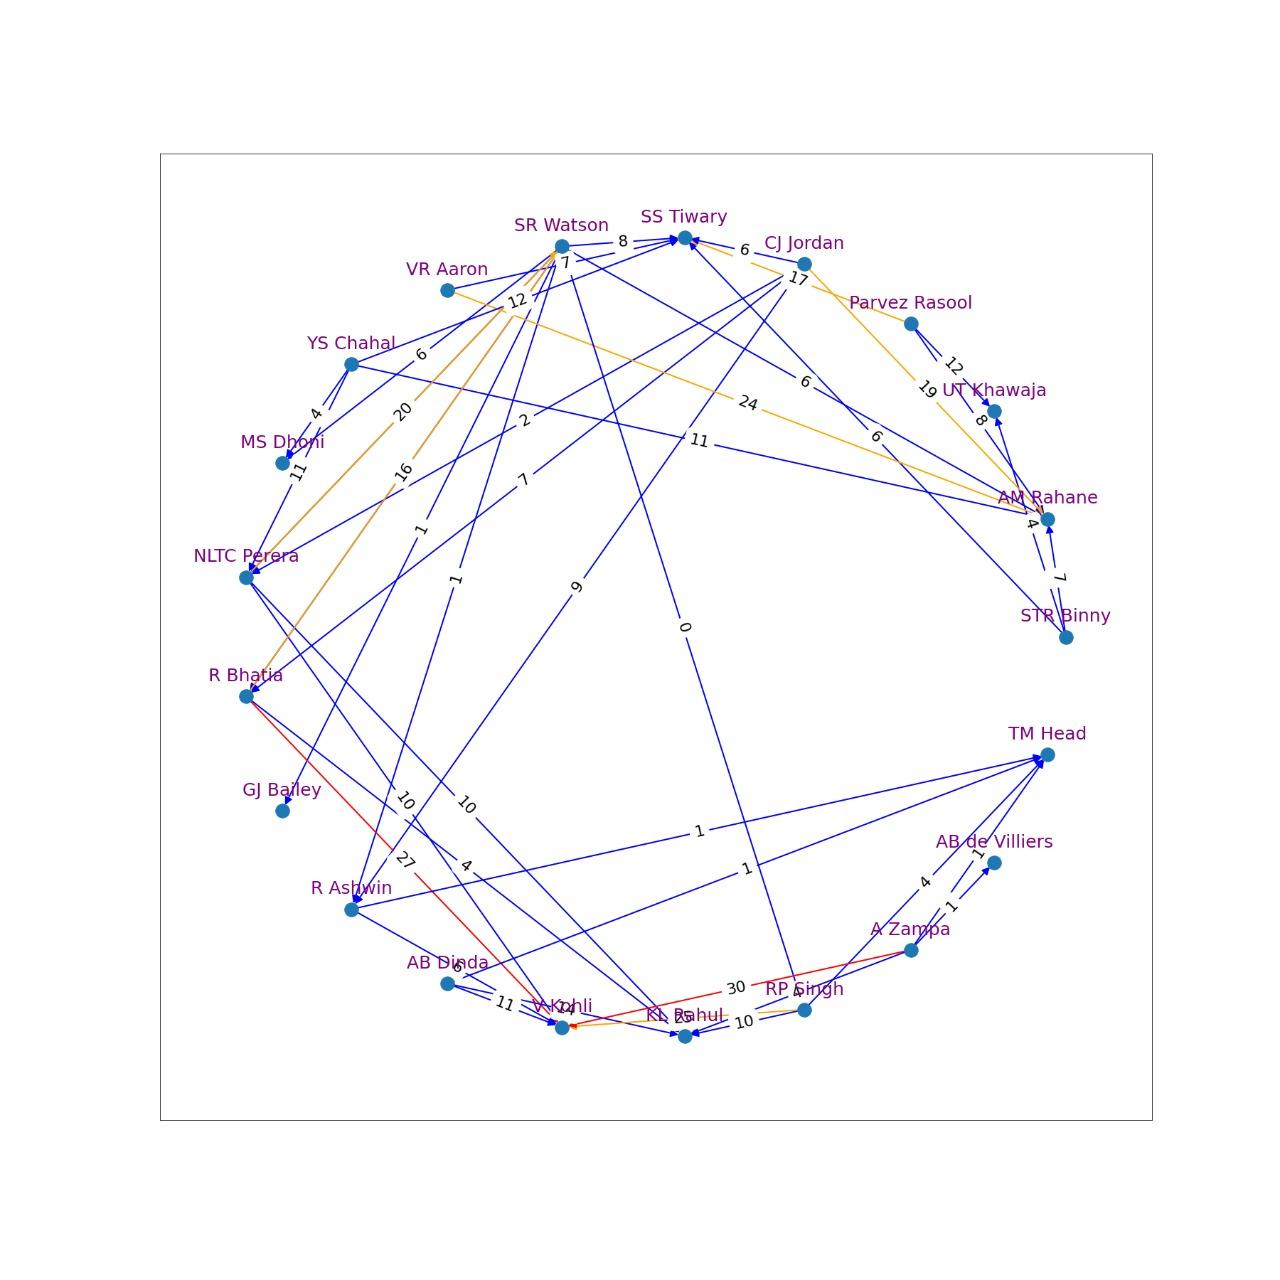 SS Tiwary
SR Watson
8
6
CJ Jordan
7
VR Aaron
17
12
Parvez Rasool
YS Chahal
6
6
12
19
UT Khawaja
20
24
4
2
8
6
MS Dhoni
11
11
16
7
AM Rahane
4
1
NLTC Perera
1
9
7
STR Binny
0
R Bhatia
TM Head
GJ Bailey
10
10
1
AB de Villiers
27
4
1
1
4
R Ashwin
1
A Zampa
AB Dinda
6
30
4
RP Singh
11
V Kohli
14
KL Rahul
25
10